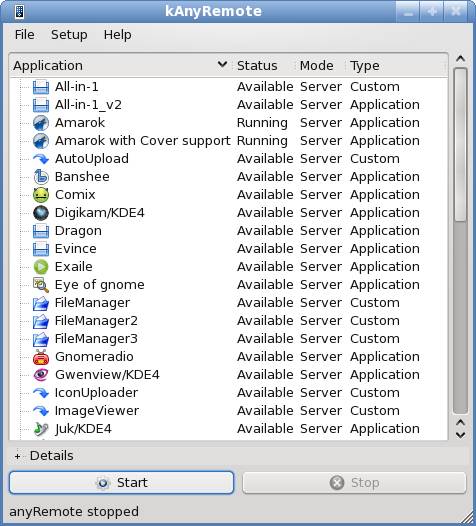 kAnyRemote
File Setup Help
Application Status Mode Type
All-in-1 Available Server Custom
All-in-1_v2 Available Server Application
Amarok Running Server Application
Amarok with Cover support Running Server Application
AutoUpload Available Server Custom
Banshee Available Server Application
Comix Available Server Application
Digikam/KDE4 Available Server Application
Dragon Available Server Application
Evince Available Server Application
Exaile Available Server Application
Eye of gnome Available Server Application
FileManager Available Server Custom
FileManager2 Available Server Custom
FileManager3 Available Server Custom
Gnomeradio Available Server Application
Gwenview/KDE4 Available Server Application
IconUploader Available Server Custom
ImageViewer Available Server Custom
Juk/KDE4 Available Server Application
Details
Start Stop
anyRemote stopped